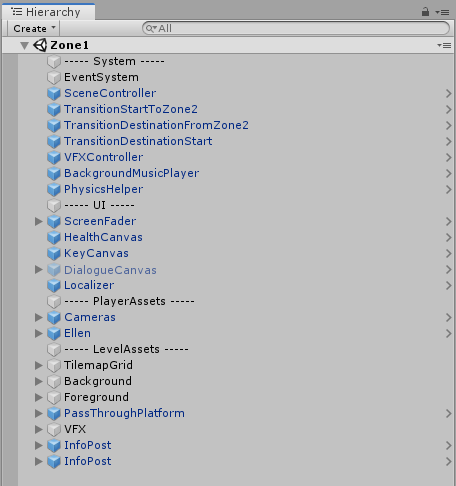 Hierarchy
Create
All
Zone1
----- System -----
EventSystem
SceneController
TransitionStartToZone2
TransitionDestinationFromZone2
TransitionDestinationStart
VFXController
BackgroundMusicPlayer
PhysicsHelper
----- UI -----
ScreenFader
HealthCanvas
KeyCanvas
DialogueCanvas
Localizer
----- PlayerAssets -----
Cameras
Ellen
----- LevelAssets -----
TilemapGrid
Background
Foreground
PassThroughPlatform
VFX
InfoPost
InfoPost